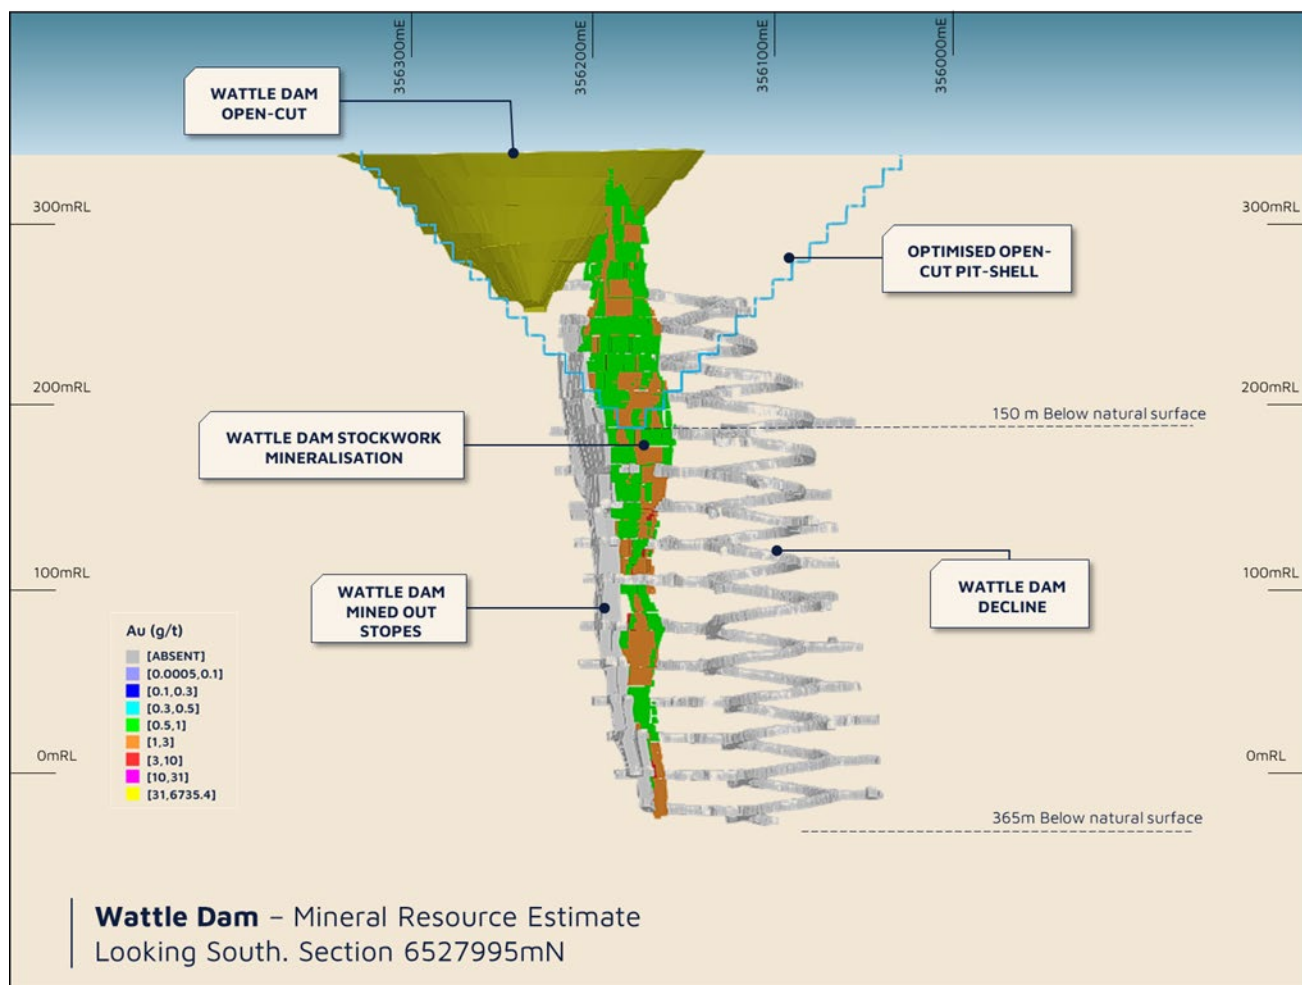 356300mE
356200mE
356100mE
356000mE
WATTLE DAM
OPEN-CUT
300mRL
300mRL
OPTIMISED OPEN-
CUT PIT-SHELL
200mRL
200mRL
150 m Below natural surface
WATTLE DAM STOCKWORK
MINERALISATION
100mRL
100mRL
WATTLE DAM
MINED OUT
STOPES
WATTLE DAM
DECLINE
Au (g/t)
[ABSENT]
[0.0005,0.1]
[0.1,0.3]
[0.3,0.5]
[0.5,1]
[1,3]
[3,10]
[10,31]
[31,6735.4]
0mRL
0mRL
365m Below natural surface
Wattle Dam – Mineral Resource Estimate
Looking South. Section 6527995mN